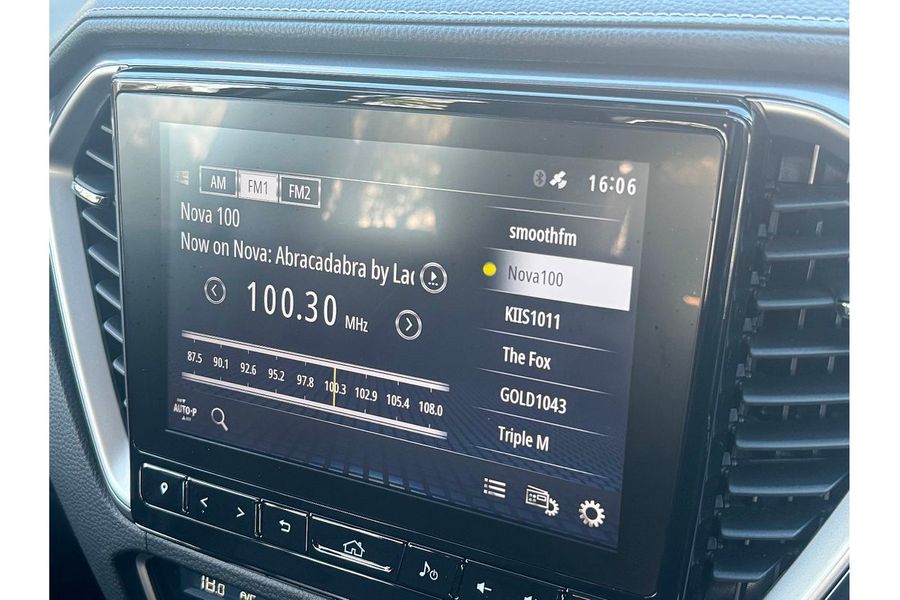 AM FM1 FM2
16:06
Nova 100
Now on Nova: Abracadabra by La
100.30 MHz
87.5 90.1 92.6 95.2 97.8 100.3 102.9 105.4 108.0
AUTO-P
smoothfm
Nova100
KIIS1011
The Fox
GOLD1043
Triple M
18.0 A/C